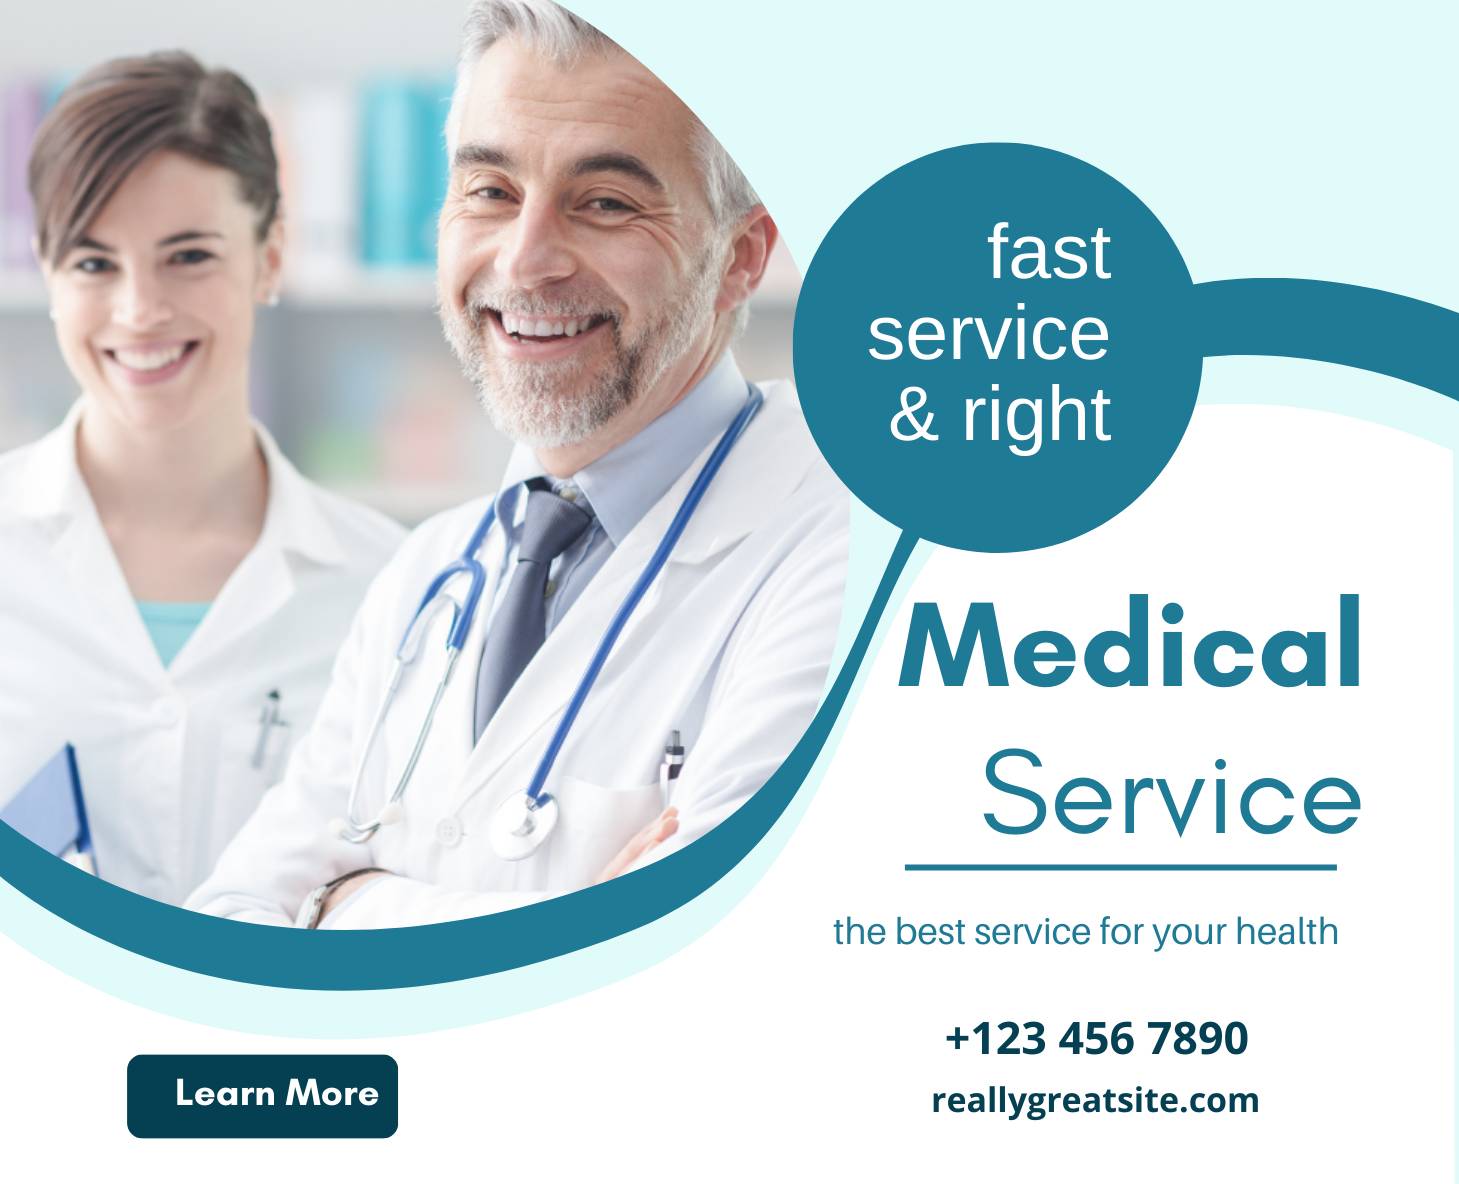 fast
service
& right
Medical
Service
the best service for your health
+123 456 7890
reallygreatsite.com
Learn More